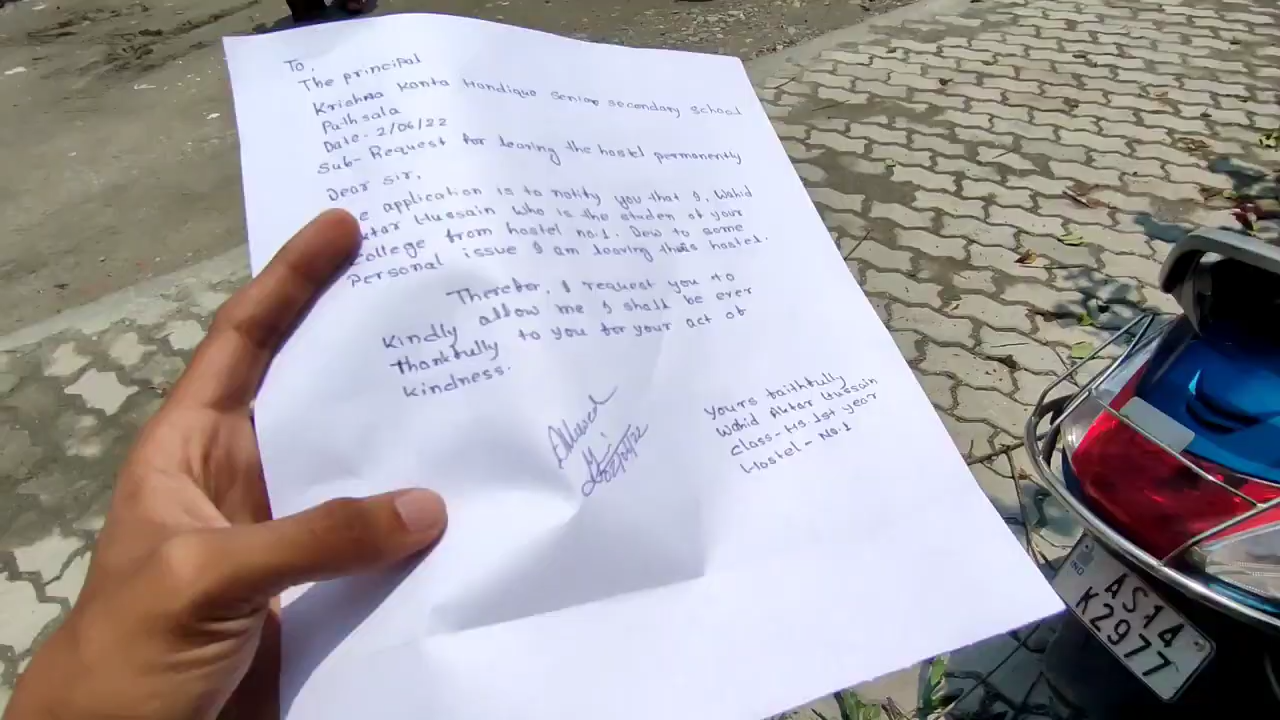 To,
The principal
Krishna Kanta Handique Senior secondary school
Pathsala
Date- 2/06/22
Sub- Request for leaving the hostel permanently
Dear sir,
application is to notify you that I, Wahid
Hussain who is the studen of your
college from hostel no.1. Dew to some
Personal issue I am leaving this hostel.
Therefor, I request you to
Kindly allow me I shall be ever
thankfully to you for your act of
kindness.
Allowed
Yours faithfully
Wahid Aktar Hussain
Class- Hs. 1st year
Hostel- No.1
IND
AS14
K2977